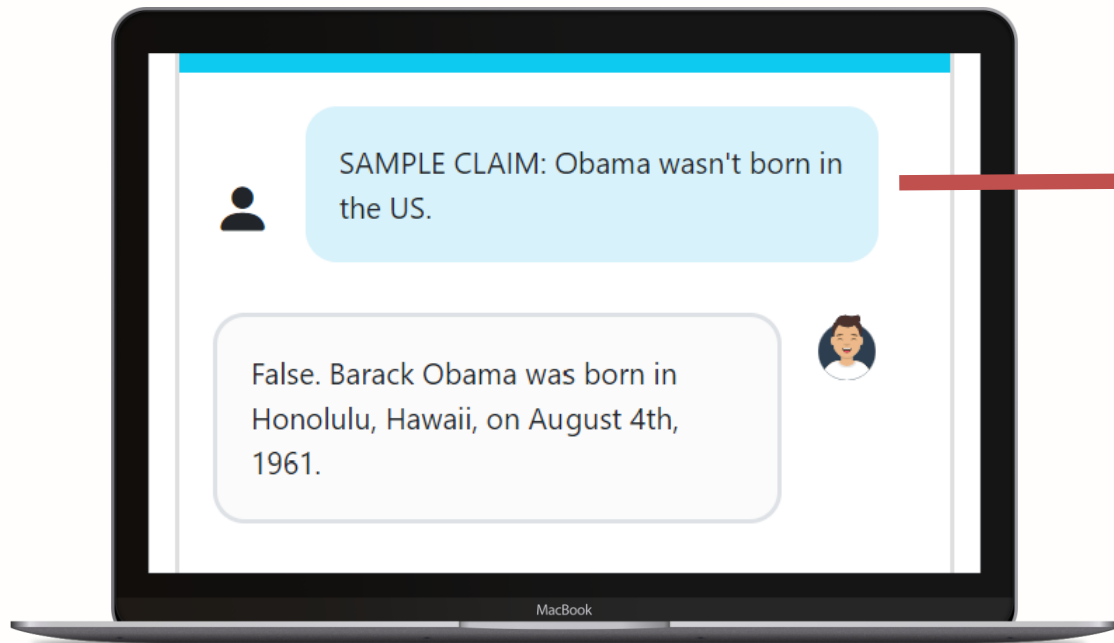 SAMPLE CLAIM: Obama wasn't born in
the US.
False. Barack Obama was born in
Honolulu, Hawaii, on August 4th,
1961.
MacBook